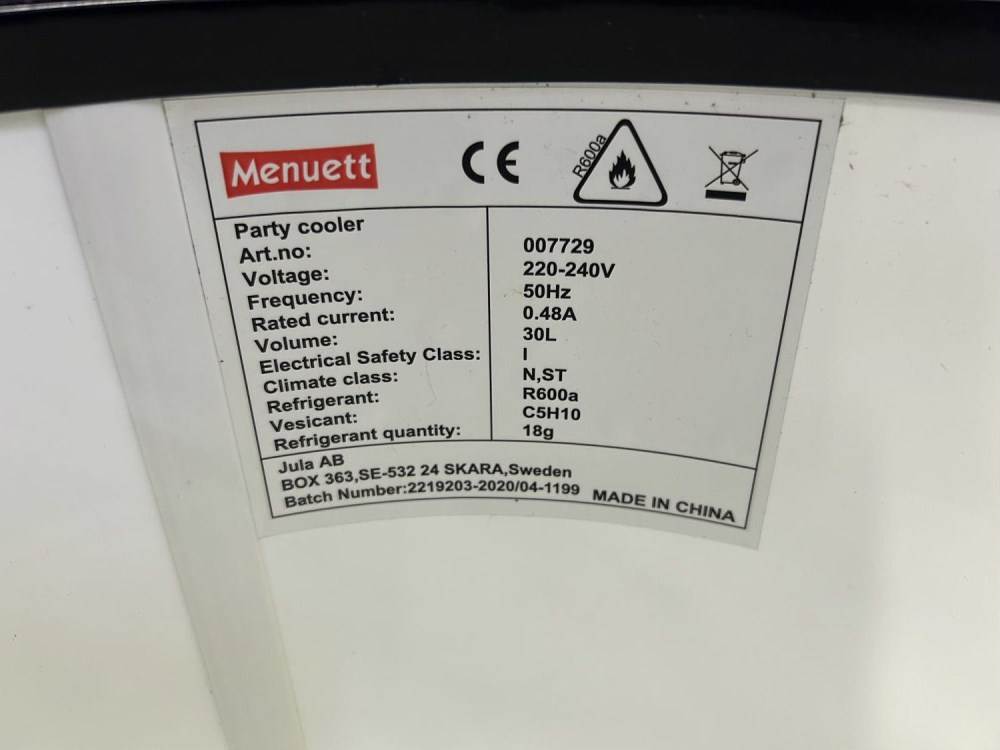 Menuett
CE
R600a
Party cooler
Art.no: 007729
Voltage: 220-240V
Frequency: 50Hz
Rated current: 0.48A
Volume: 30L
Electrical Safety Class: I
Climate class: N,ST
Refrigerant: R600a
Vesicant: C5H10
Refrigerant quantity: 18g
Jula AB
BOX 363,SE-532 24 SKARA,Sweden
Batch Number:2219203-2020/04-1199 MADE IN CHINA